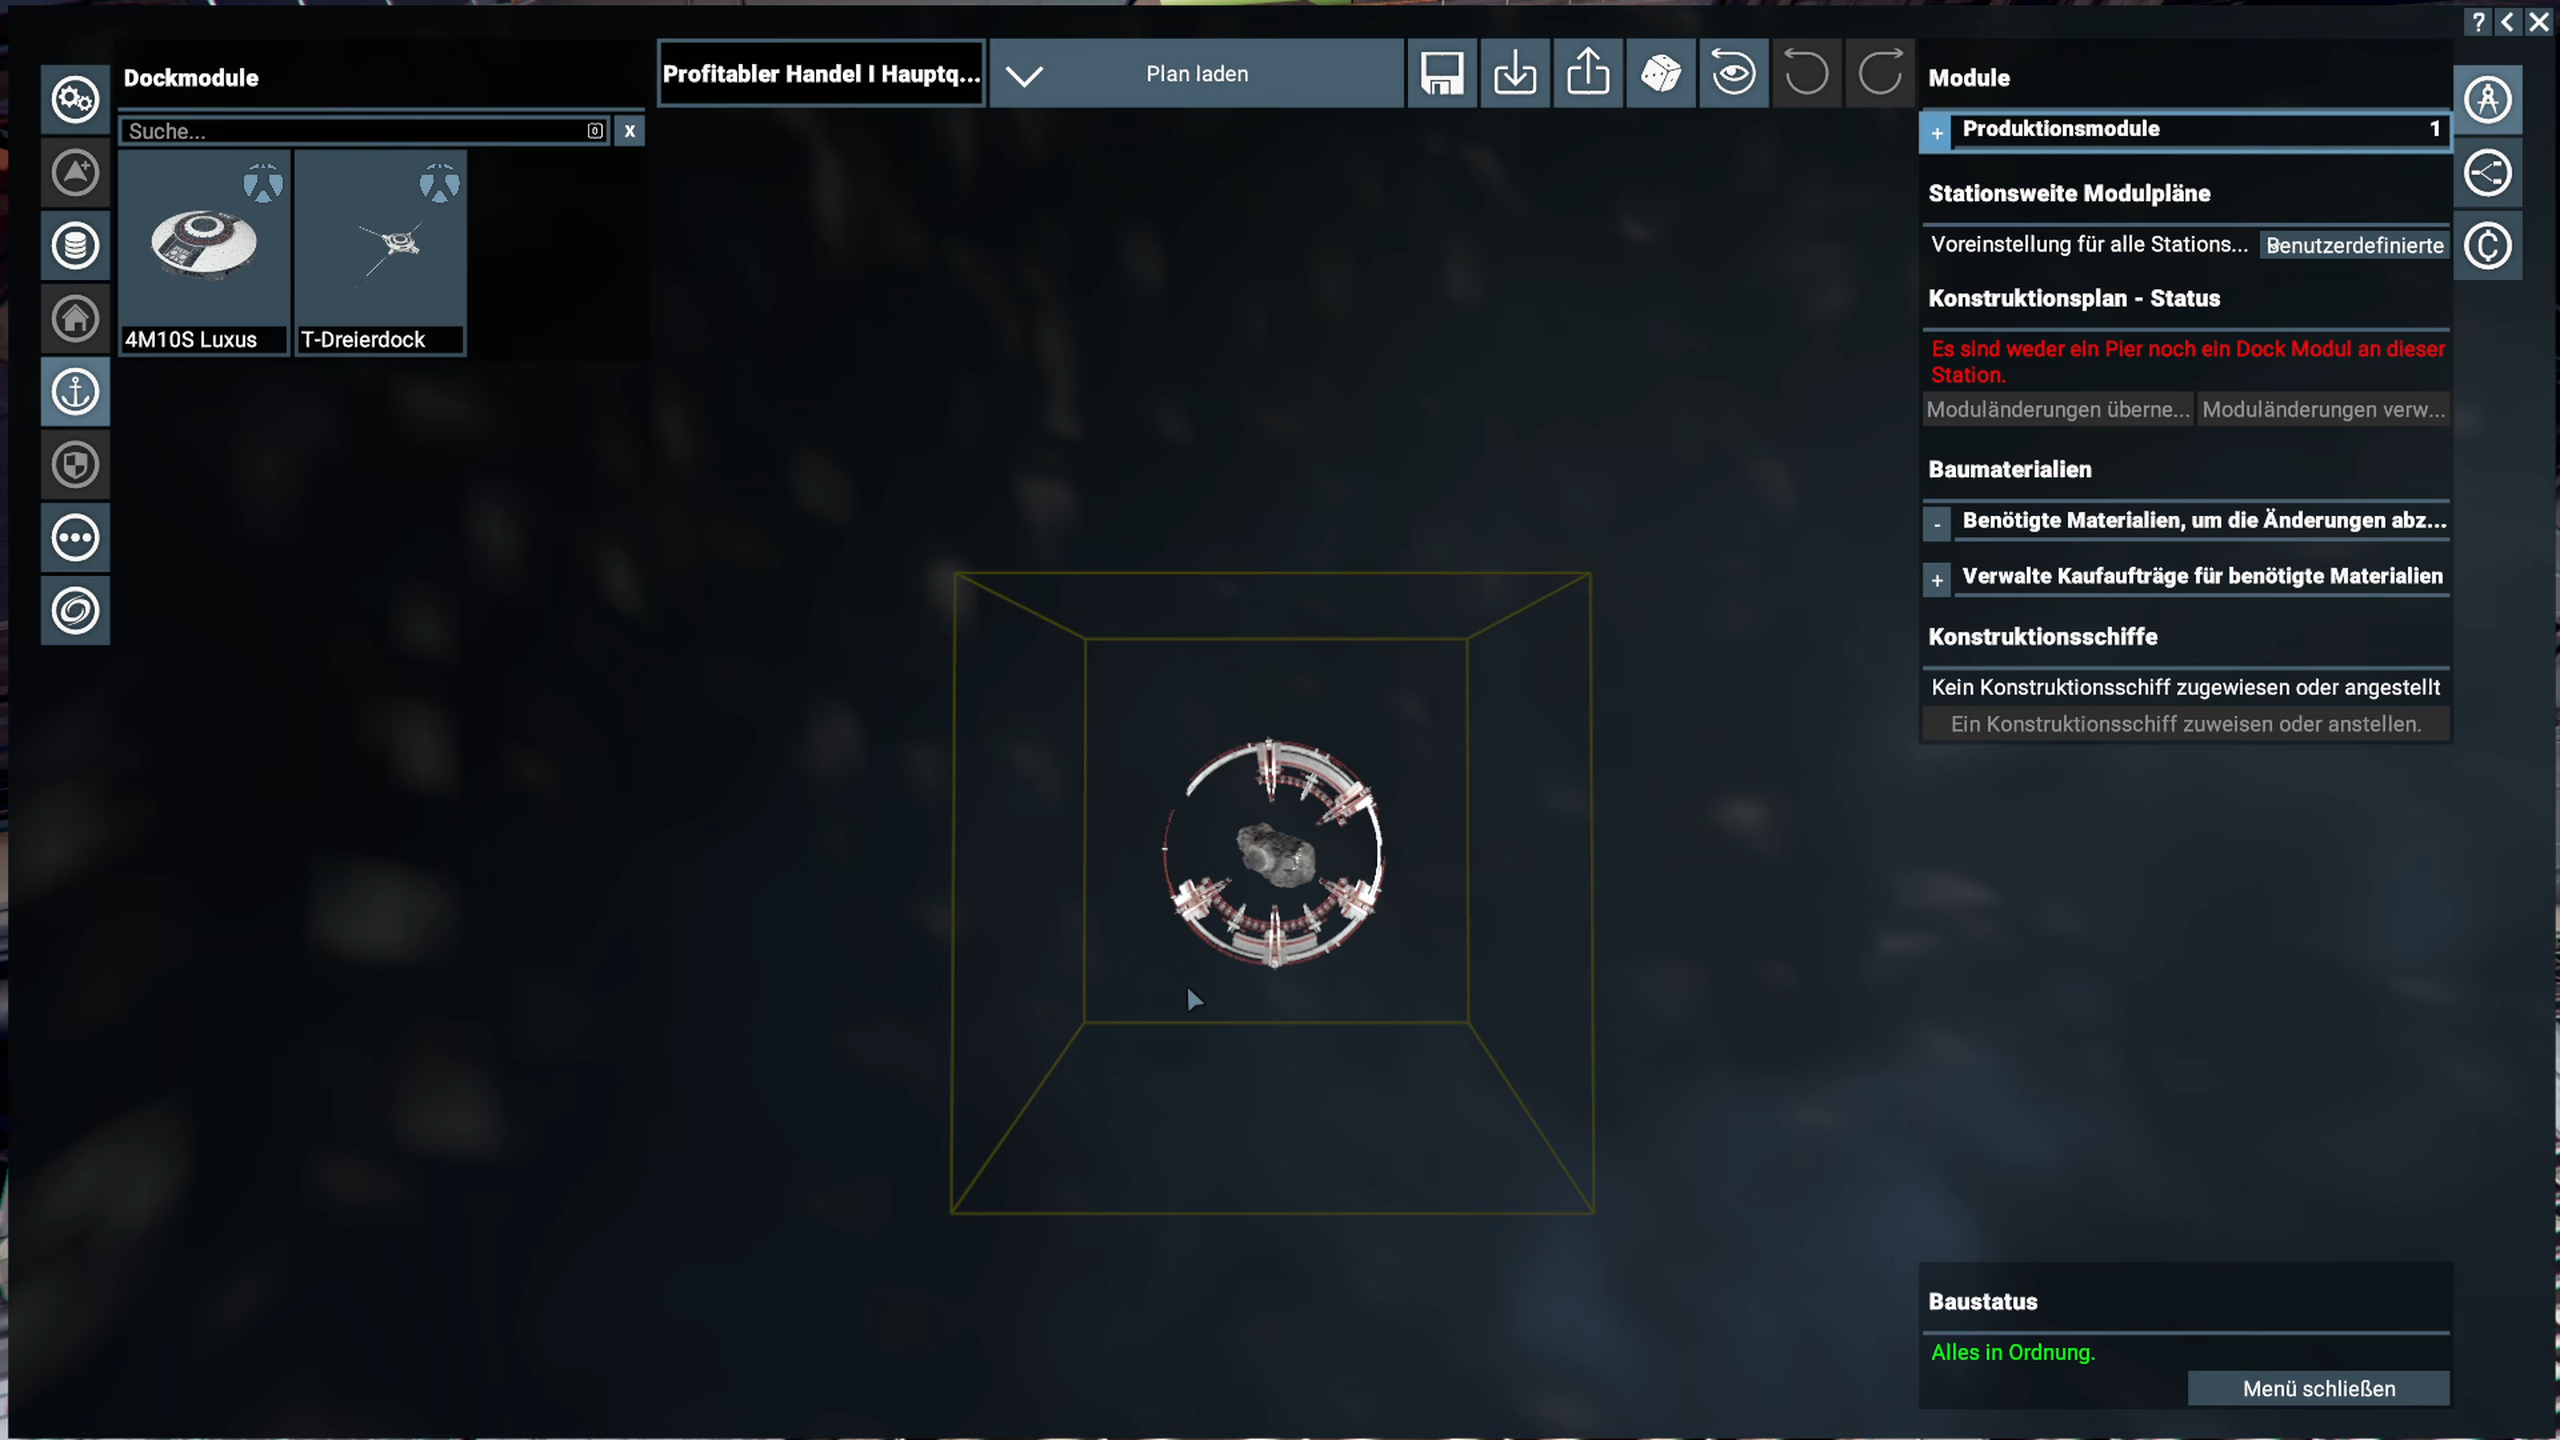 Dockmodule
Suche...
x
4M10S Luxus
T-Dreierdock
Profitabler Handel I Hauptq...
Plan laden
? < X
Module
+ Produktionsmodule 1
Stationsweite Modulpläne
Voreinstellung für alle Stations... Benutzerdefinierte
Konstruktionsplan - Status
Es sind weder ein Pier noch ein Dock Modul an dieser
Station.
Moduländerungen überne... Moduländerungen verw...
Baumaterialien
- Benötigte Materialien, um die Änderungen abz...
+ Verwalte Kaufaufträge für benötigte Materialien
Konstruktionsschiffe
Kein Konstruktionsschiff zugewiesen oder angestellt
Ein Konstruktionsschiff zuweisen oder anstellen.
Baustatus
Alles in Ordnung.
Menü schließen